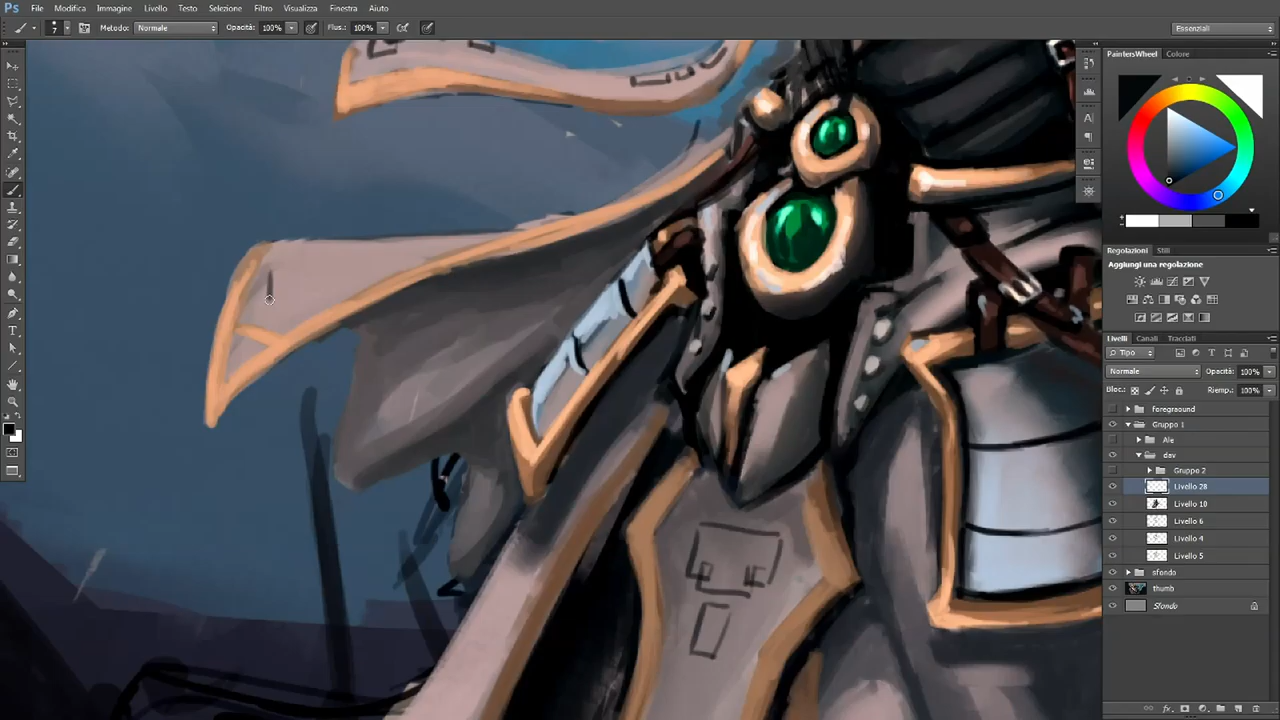 Ps File Modifica Immagine Livello Testo Selezione Filtro Visualizza Finestra Aiuto
7 Metodo: Normale Opacità: 100% Flus.: 100% Essenziali
PaintersWheel Colore
Regolazioni Stili
Aggiungi una regolazione
Livelli Canali Tracciati
Tipo
Normale Opacità: 100%
Bloc.: Riemp.: 100%
foreground
Gruppo 1
Ale
dav
Gruppo 2
Livello 28
Livello 10
Livello 6
Livello 4
Livello 5
sfondo
thumb
Sfondo